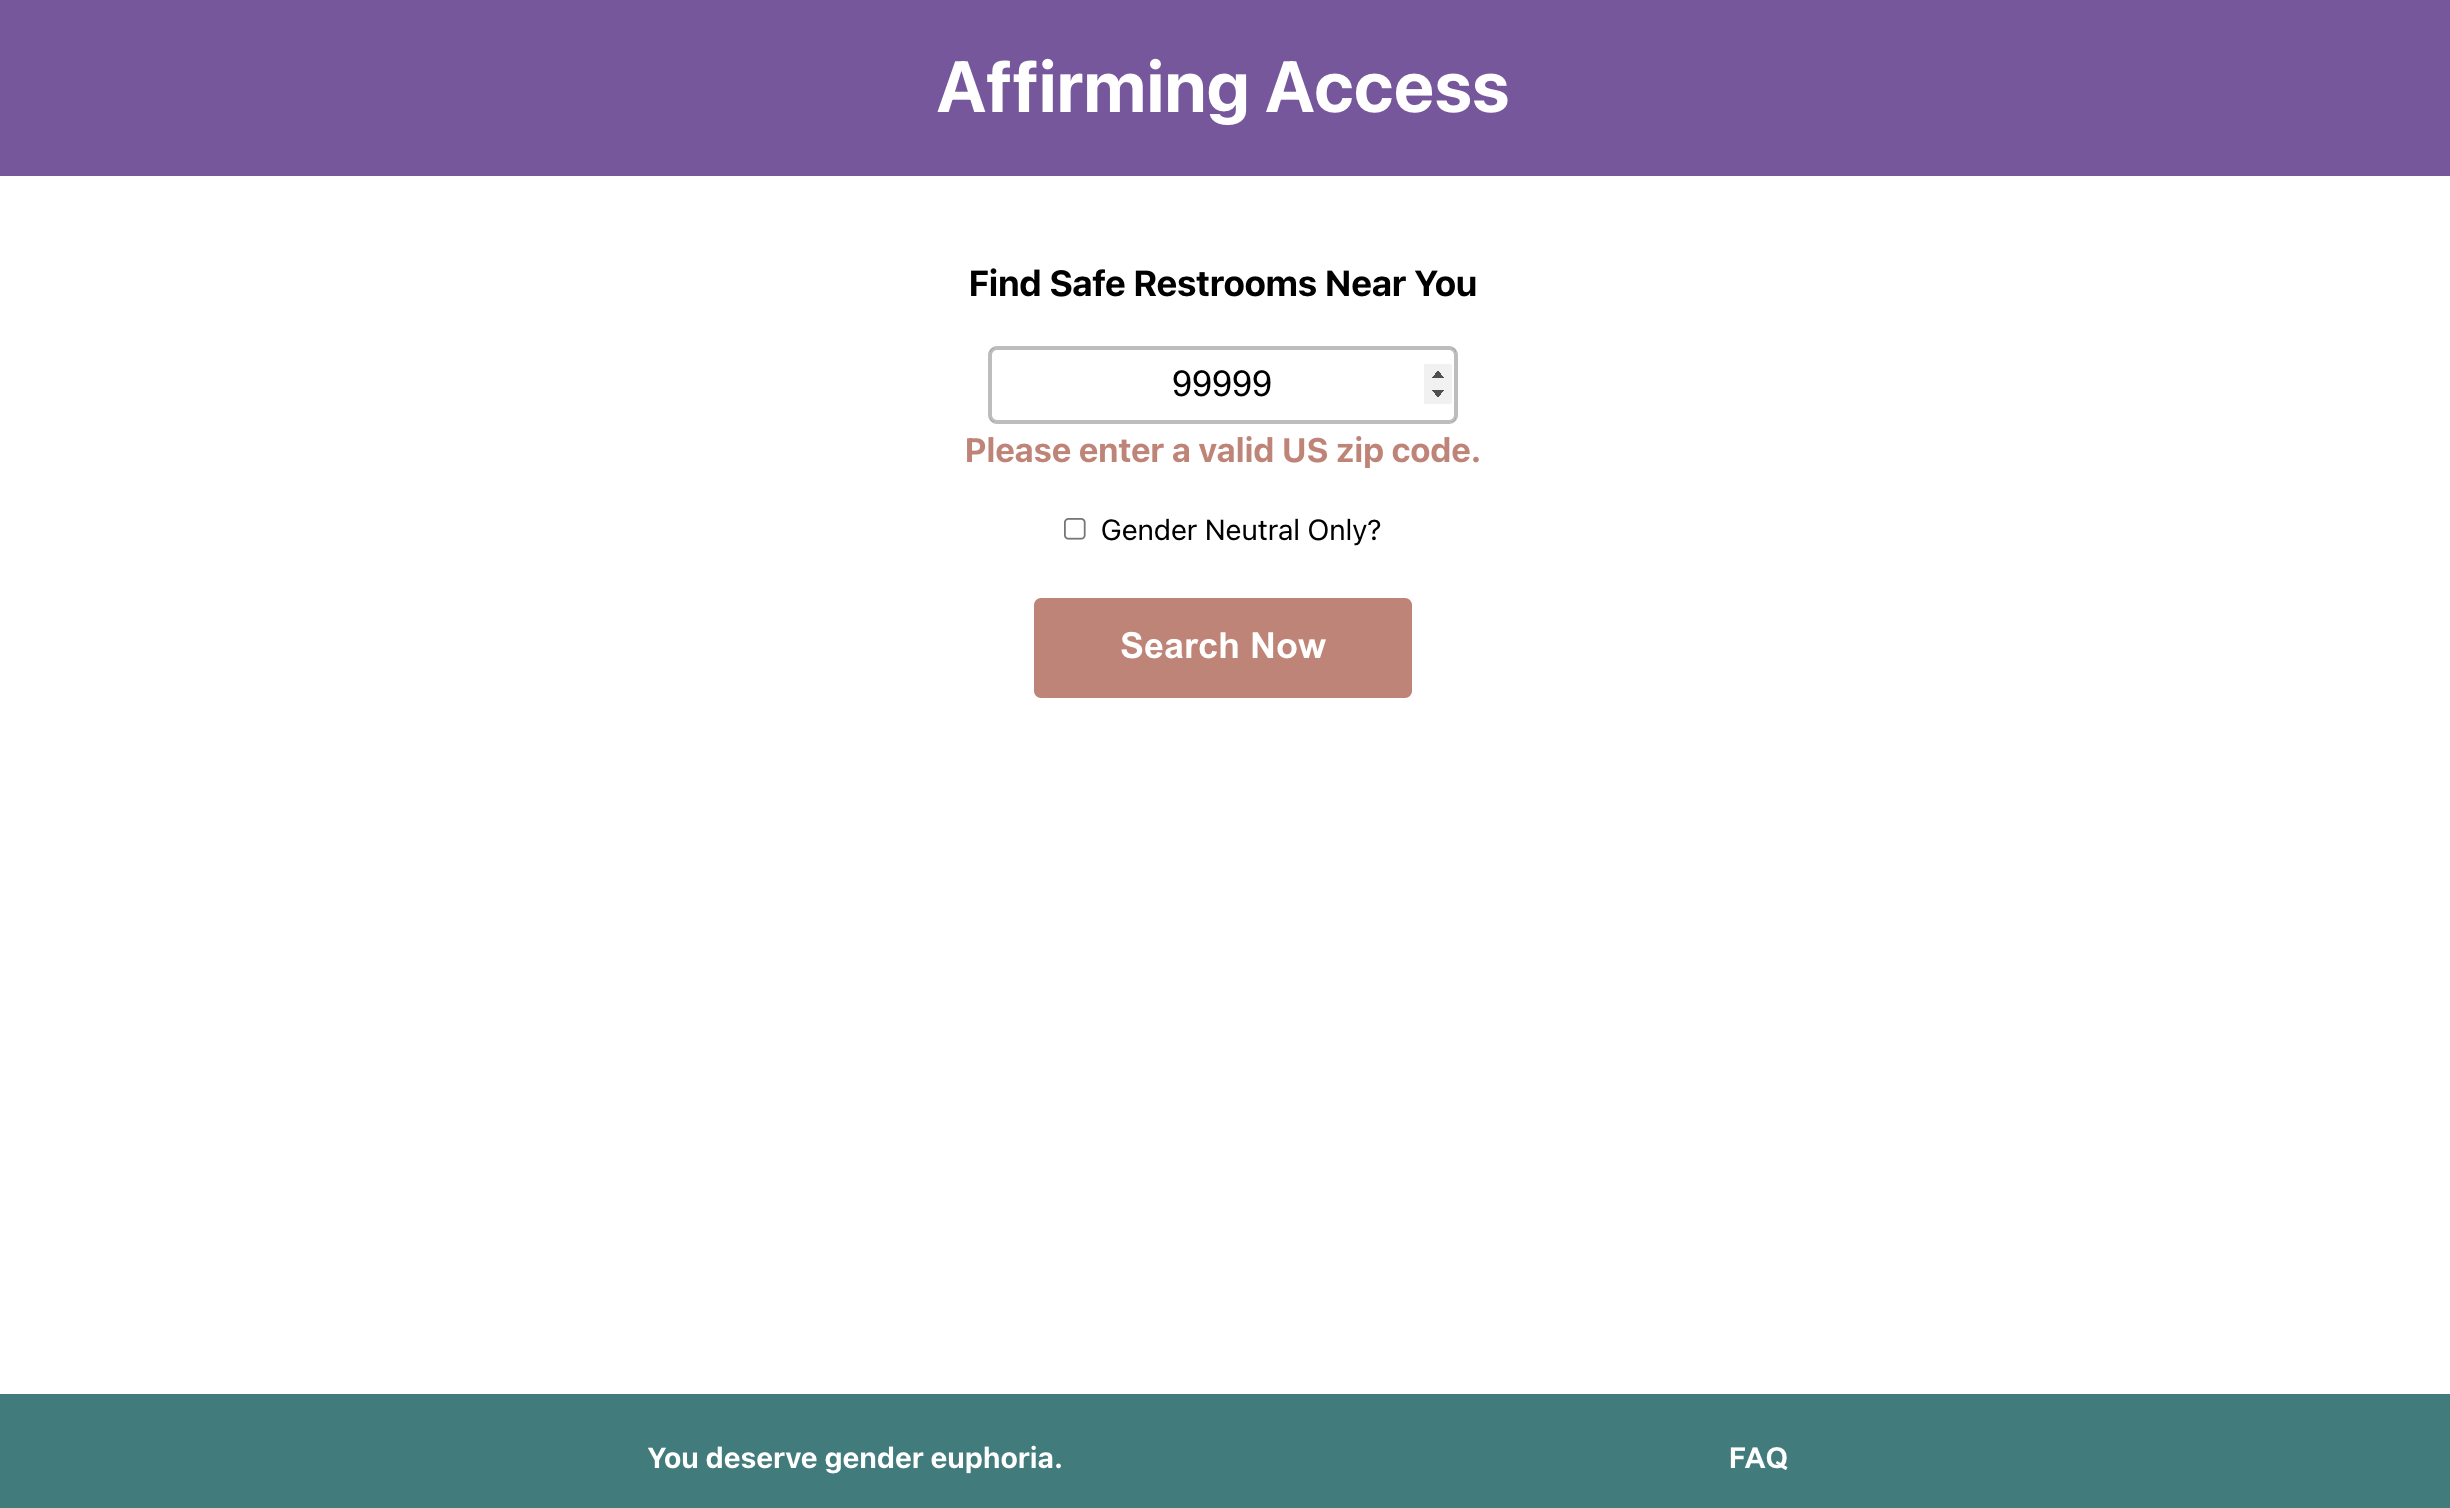 Affirming Access
Find Safe Restrooms Near You
99999
Please enter a valid US zip code.
Gender Neutral Only?
Search Now
You deserve gender euphoria.
FAQ